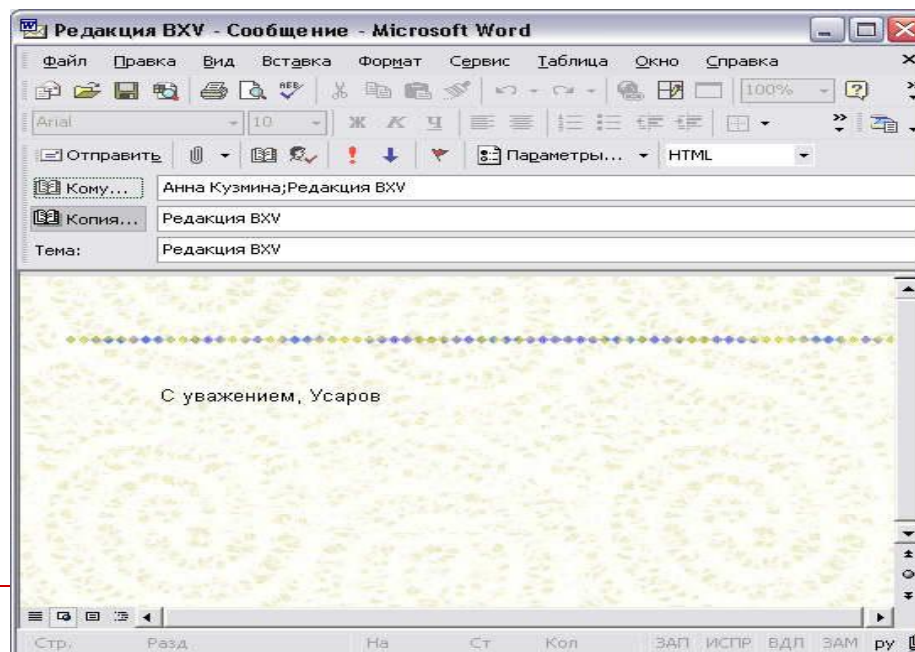 Редакция BXV - Сообщение - Microsoft Word
Файл Правка Вид Вставка Формат Сервис Таблица Окно Справка
100%
Arial 10 Ж К Ч
Отправить Параметры... HTML
Кому... Анна Кузмина;Редакция BXV
Копия... Редакция BXV
Тема: Редакция BXV
С уважением, Усаров
Стр. Разд На Ст Кол ЗАП ИСПР ВДЛ ЗАМ ру